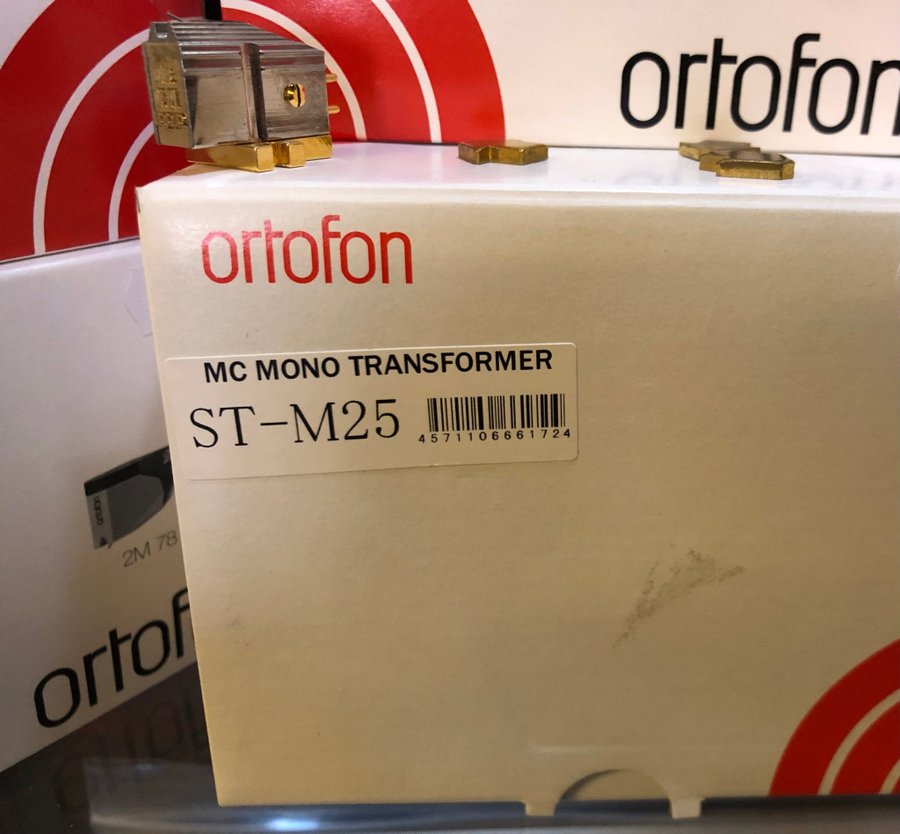 ortofon
ortofon
MC MONO TRANSFORMER
ST-M25
4571106661724
2M 78
ortof